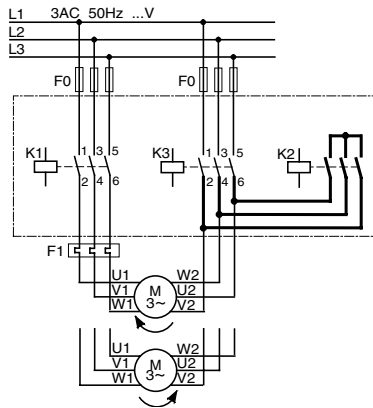 L1 3AC 50Hz ...V
L2
L3
F0 F0
K1 1 3 5 K3 1 3 5 K2
2 4 6 2 4 6
F1
U1 W2
V1 M U2
W1 3~ V2
U1 W2
V1 M U2
W1 3~ V2